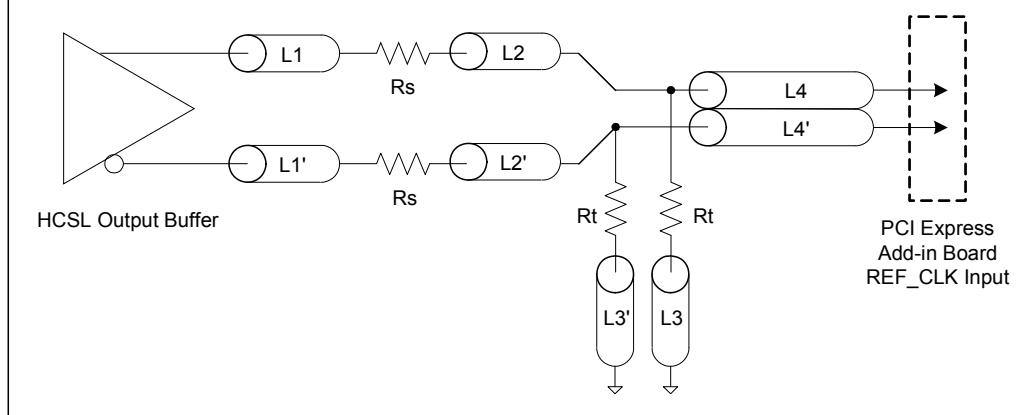 L1
Rs
L2
L4
L4'
L1'
Rs
L2'
HCSL Output Buffer
Rt
Rt
L3'
L3
PCI Express
Add-in Board
REF_CLK Input